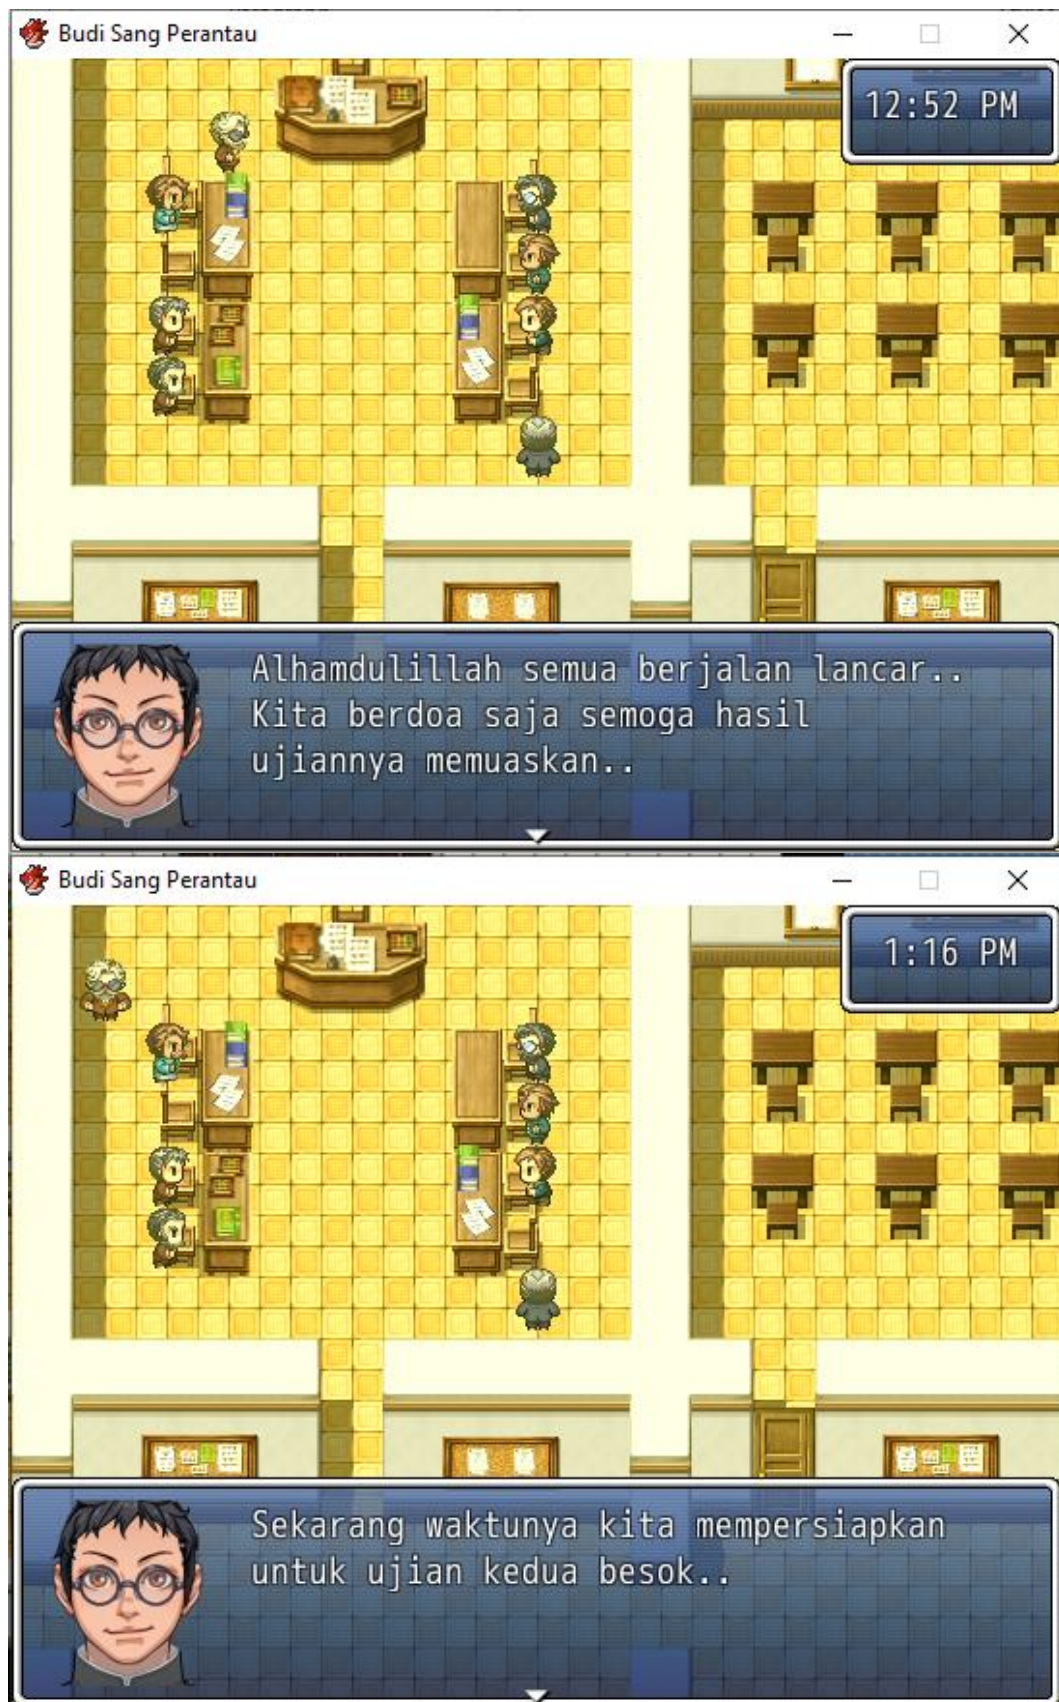 Budi Sang Perantau
12:52 PM
Alhamdulillah semua berjalan lancar..
Kita berdoa saja semoga hasil
ujiannya memuaskan..
Budi Sang Perantau
1:16 PM
Sekarang waktunya kita mempersiapkan
untuk ujian kedua besok..